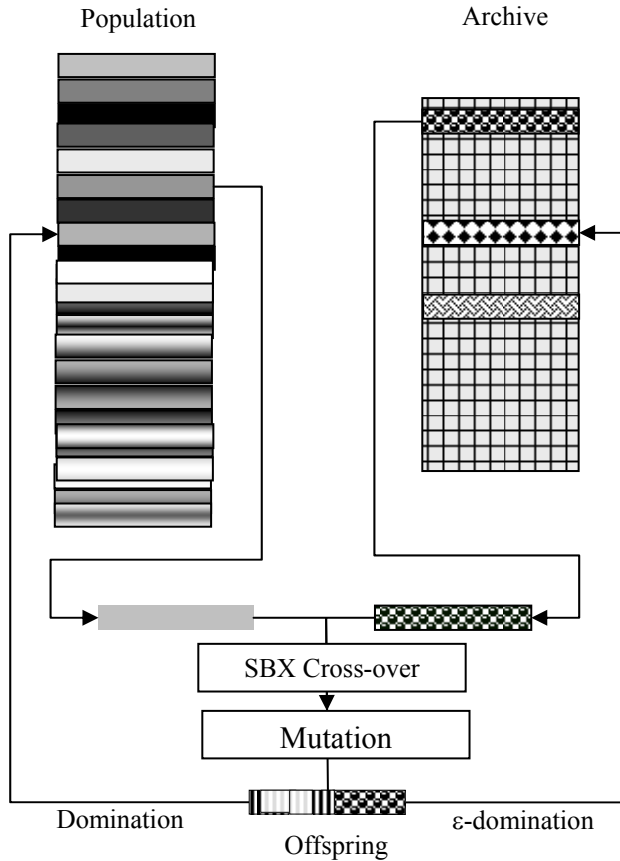 Population
Archive
SBX Cross-over
Mutation
Domination
ε-domination
Offspring